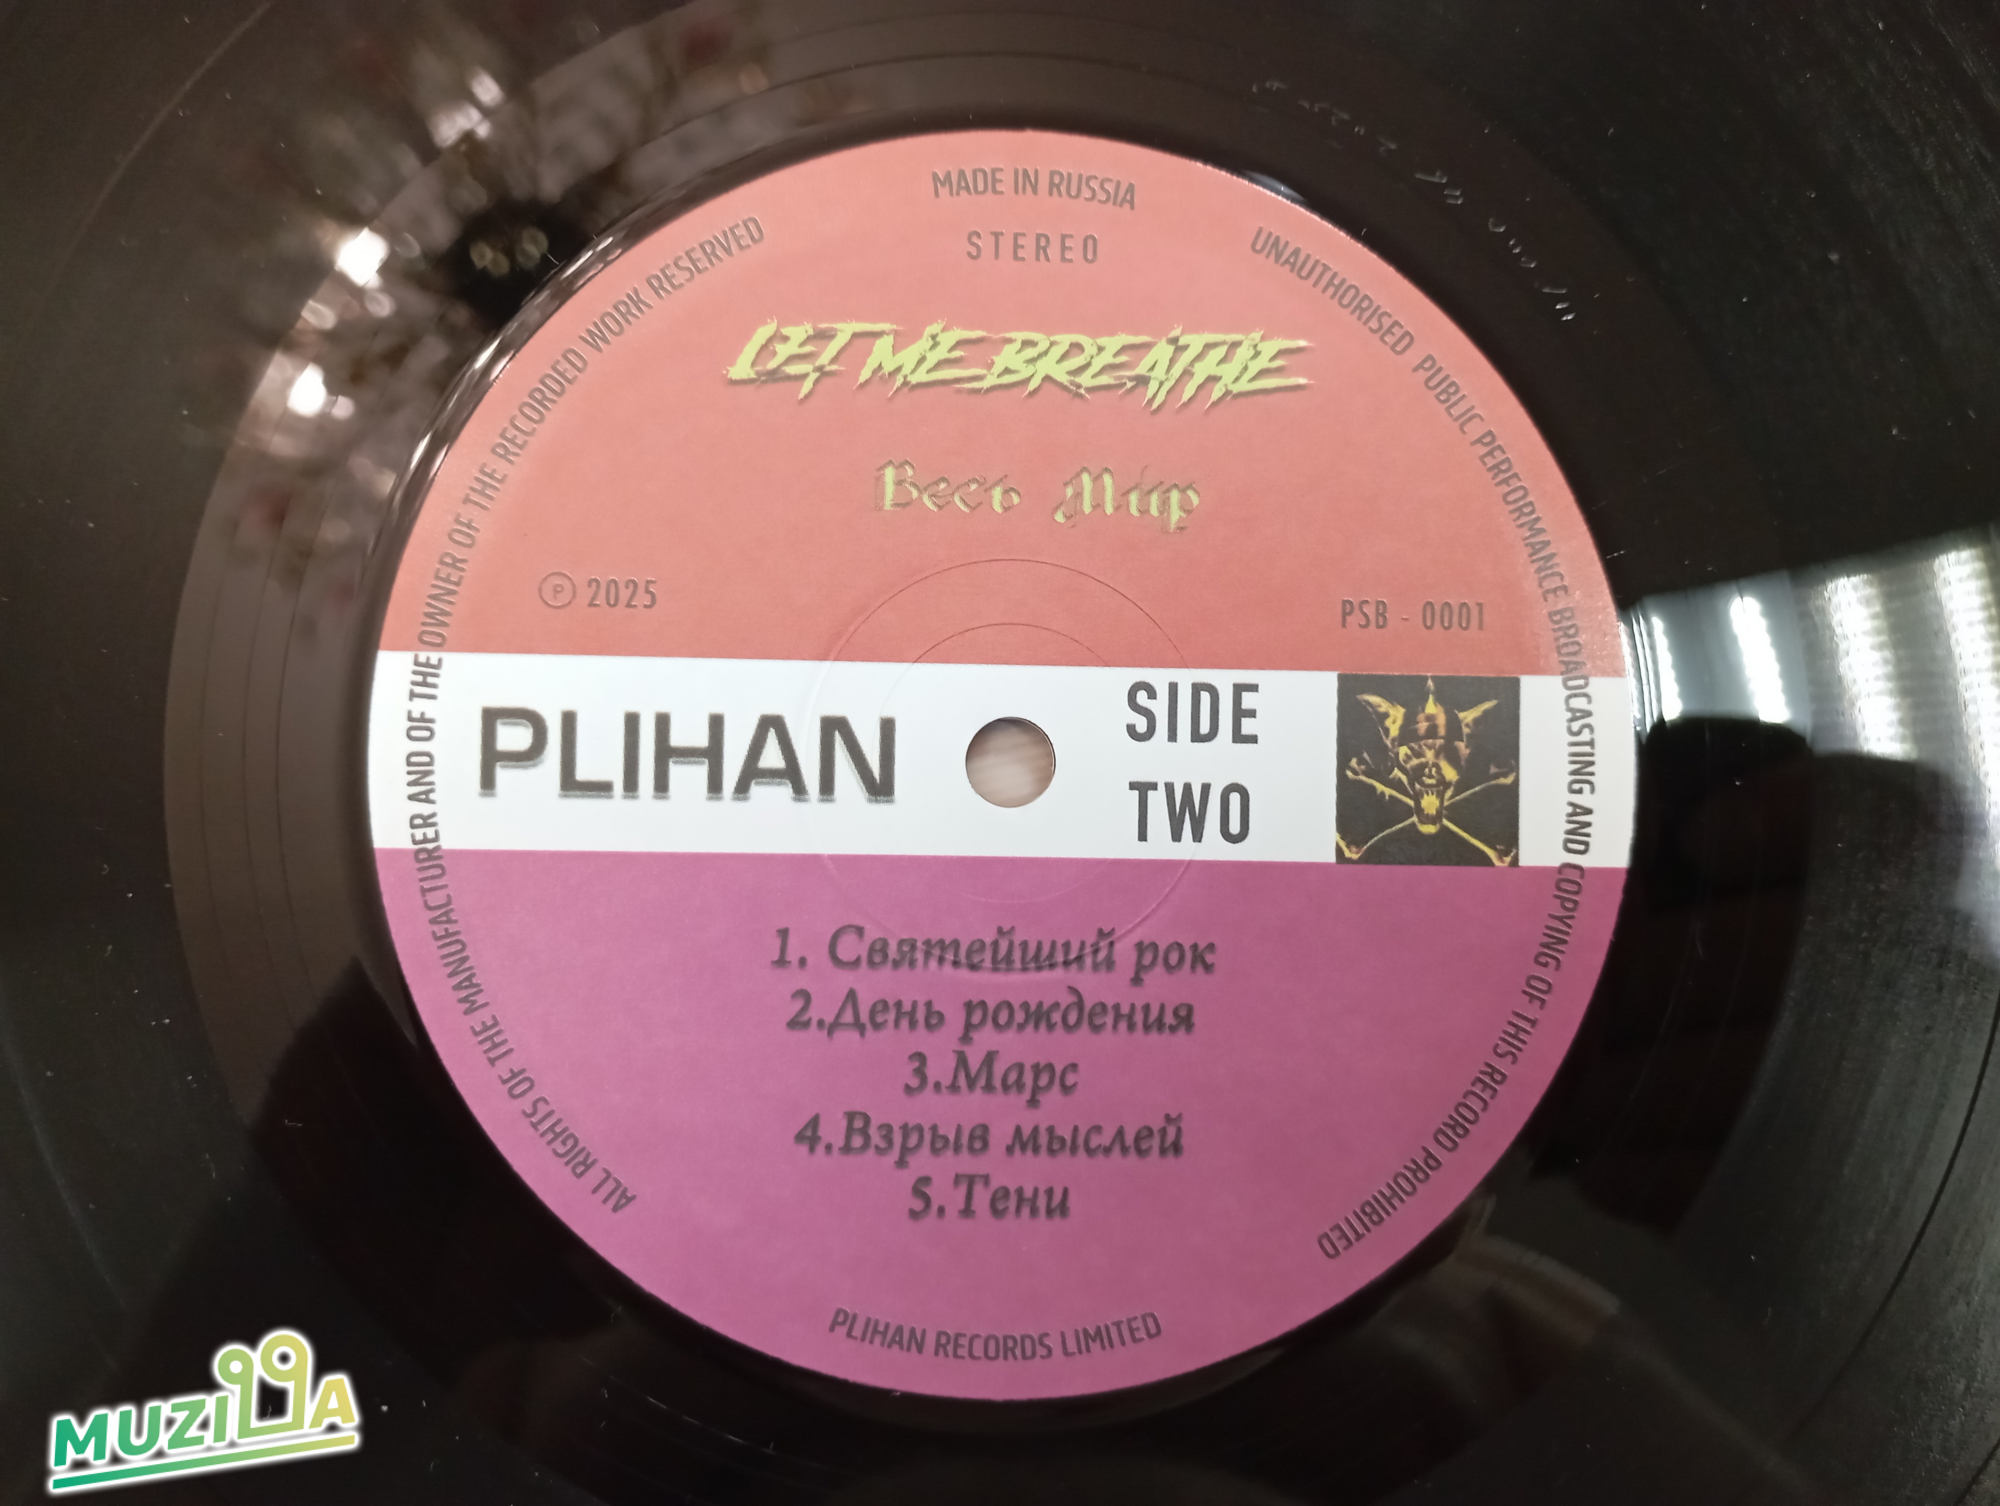 MADE IN RUSSIA
STEREO
ALL RIGHTS OF THE MANUFACTURER AND OF THE OWNER OF THE RECORDED WORK RESERVED
UNAUTHORISED PUBLIC PERFORMANCE BROADCASTING AND COPYING OF THIS RECORD PROHIBITED
LET ME BREATHE
Весь Мир
Ⓟ 2025
PSB - 0001
PLIHAN
SIDE
TWO
1. Святейший рок
2.День рождения
3.Марс
4.Взрыв мыслей
5.Тени
PLIHAN RECORDS LIMITED
MUZILLA